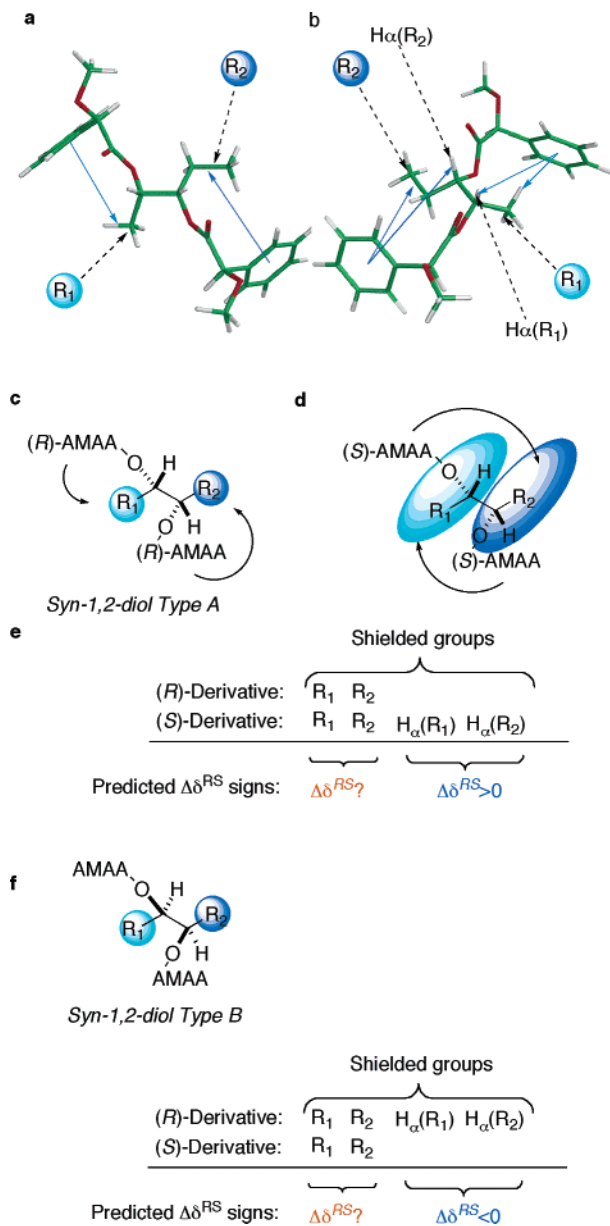 a
b
R2
Hα(R2)
R2
R1
R1
Hα(R1)
c
d
(R)-AMAA
O
H
R1
R2
O
H
(R)-AMAA
Syn-1,2-diol Type A
(S)-AMAA
O
H
R1
R2
O
H
(S)-AMAA
e
Shielded groups
(R)-Derivative: R1 R2
(S)-Derivative: R1 R2 Hα(R1) Hα(R2)
Predicted ΔδRS signs: ΔδRS? ΔδRS>0
f
AMAA
O
H
R1
R2
O
H
AMAA
Syn-1,2-diol Type B
Shielded groups
(R)-Derivative: R1 R2 Hα(R1) Hα(R2)
(S)-Derivative: R1 R2
Predicted ΔδRS signs: ΔδRS? ΔδRS<0